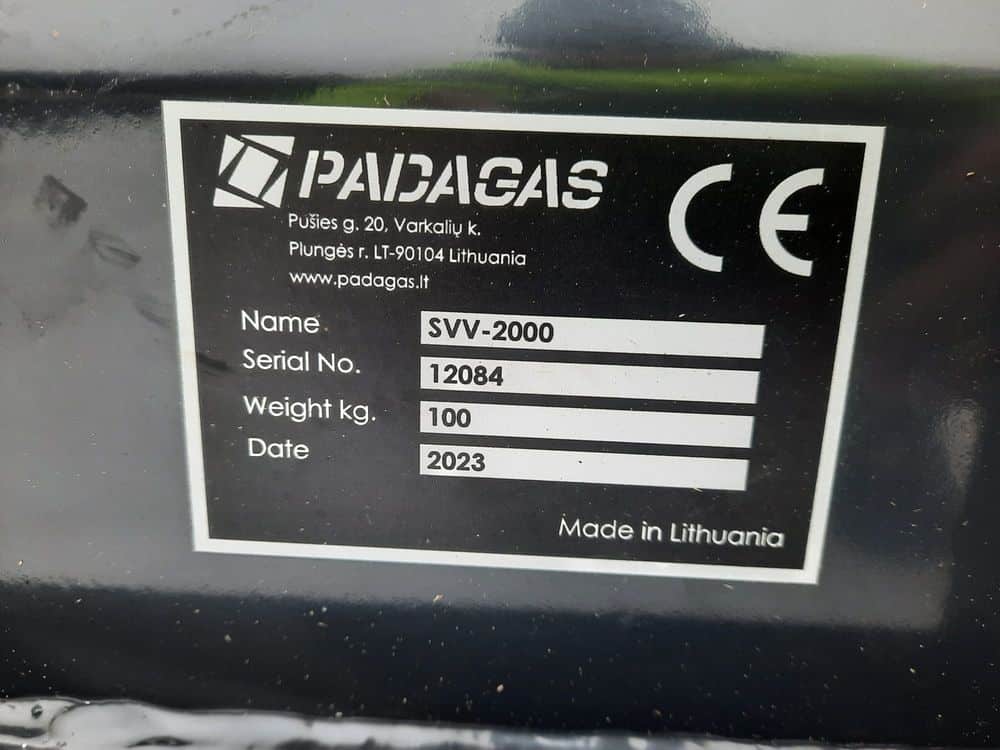 PADAGAS
CE
Pušies g. 20, Varkalių k.
Plungės r. LT-90104 Lithuania
www.padagas.lt
Name SVV-2000
Serial No. 12084
Weight kg. 100
Date 2023
Made in Lithuania